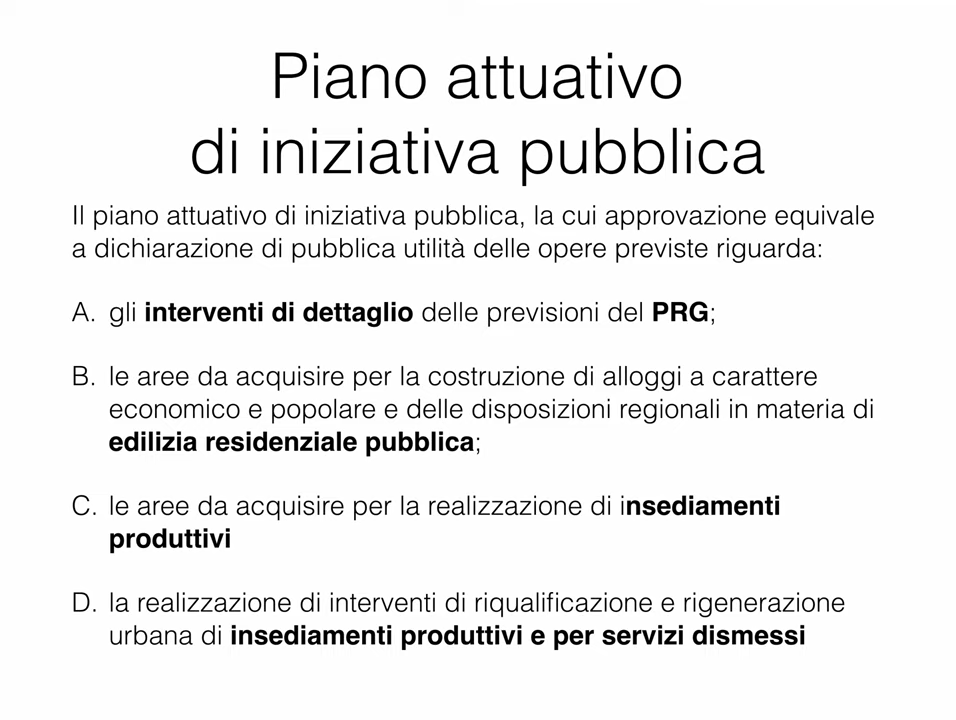 Piano attuativo
di iniziativa pubblica
Il piano attuativo di iniziativa pubblica, la cui approvazione equivale
a dichiarazione di pubblica utilità delle opere previste riguarda:
A. gli interventi di dettaglio delle previsioni del PRG;
B. le aree da acquisire per la costruzione di alloggi a carattere
economico e popolare e delle disposizioni regionali in materia di
edilizia residenziale pubblica;
C. le aree da acquisire per la realizzazione di insediamenti
produttivi
D. la realizzazione di interventi di riqualificazione e rigenerazione
urbana di insediamenti produttivi e per servizi dismessi